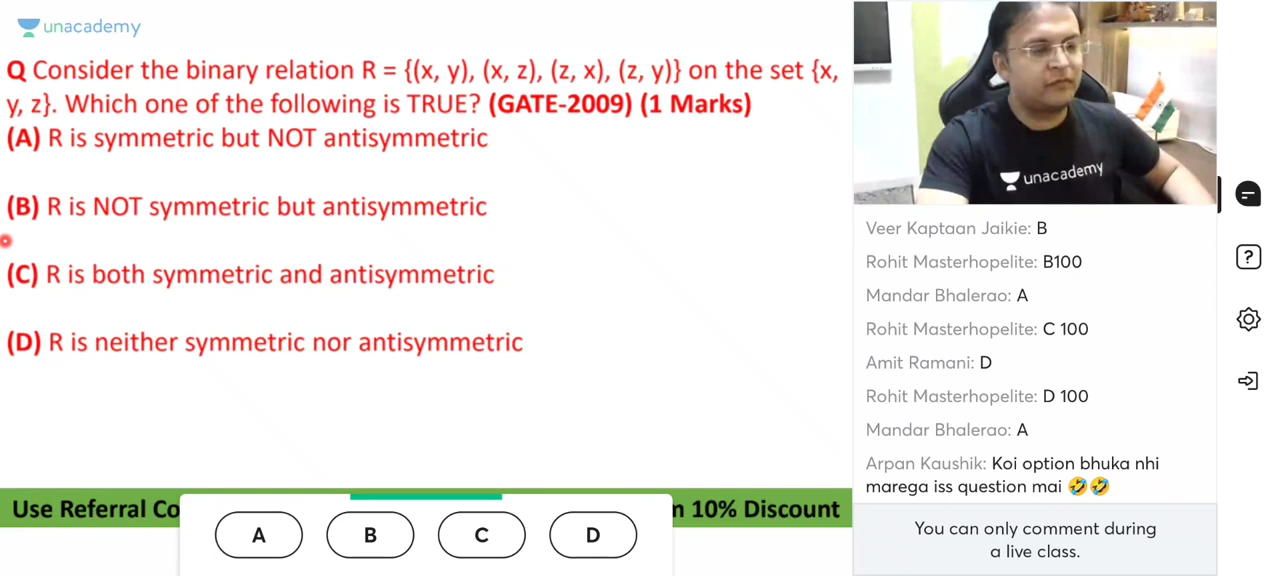 unacademy
Q Consider the binary relation R = {(x, y), (x, z), (z, x), (z, y)} on the set {x,
y, z}. Which one of the following is TRUE? (GATE-2009) (1 Marks)
(A) R is symmetric but NOT antisymmetric
(B) R is NOT symmetric but antisymmetric
(C) R is both symmetric and antisymmetric
(D) R is neither symmetric nor antisymmetric
Use Referral Co
10% Discount
A B C D
unacademy
Veer Kaptaan Jaikie: B
Rohit Masterhopelite: B100
Mandar Bhalerao: A
Rohit Masterhopelite: C 100
Amit Ramani: D
Rohit Masterhopelite: D 100
Mandar Bhalerao: A
Arpan Kaushik: Koi option bhuka nhi
marega iss question mai 🤣🤣
You can only comment during
a live class.